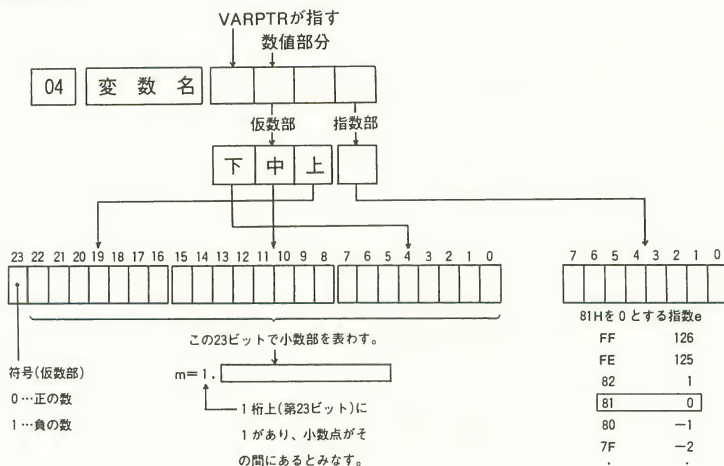 VARPTRが指す
数値部分
04 変数名
仮数部 指数部
下 中 上
23 22 21 20 19 18 17 16 15 14 13 12 11 10 9 8 7 6 5 4 3 2 1 0
7 6 5 4 3 2 1 0
この23ビットで小数部を表わす。
符号(仮数部)
0…正の数
1…負の数
m=1.
1桁上(第23ビット)に
1があり、小数点がそ
の間にあるとみなす。
81Hを0とする指数e
FF 126
FE 125
82 1
81 0
80 −1
7F −2
. .